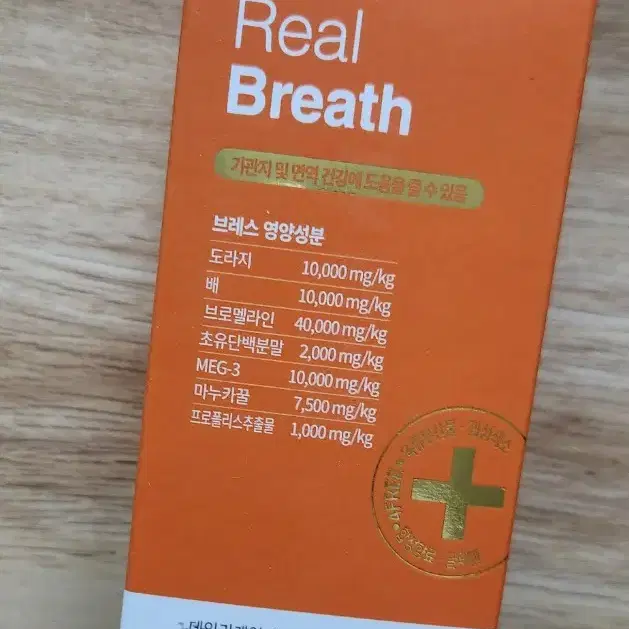 Real
Breath
기관지 및 면역 건강에 도움을 줄 수 있음
브레스 영양성분
도라지 10,000 mg/kg
배 10,000 mg/kg
브로멜라인 40,000 mg/kg
초유단백분말 2,000 mg/kg
MEG-3 10,000 mg/kg
마누카꿀 7,500 mg/kg
프로폴리스추출물 1,000 mg/kg